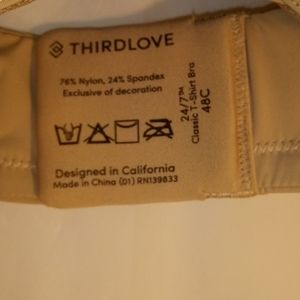 THIRDLOVE
76% Nylon, 24% Spandex
Exclusive of decoration
Designed in California
Made in China (01) RN139833
24/7™
Classic T-Shirt Bra
48C